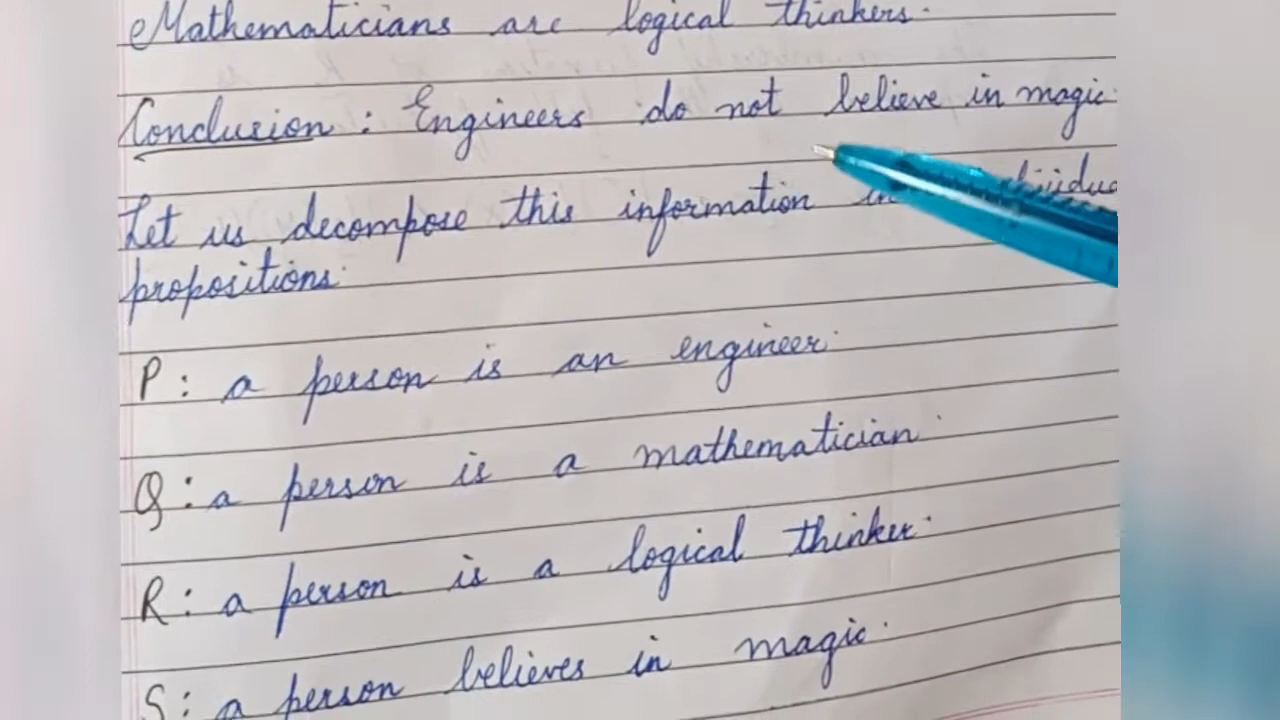 Mathematicians are logical thinkers.
Conclusion: Engineers do not believe in magic.
Let us decompose this information
propositions.
P: a person is an engineer.
Q: a person is a mathematician.
R: a person is a logical thinker.
S: a person believes in magic.